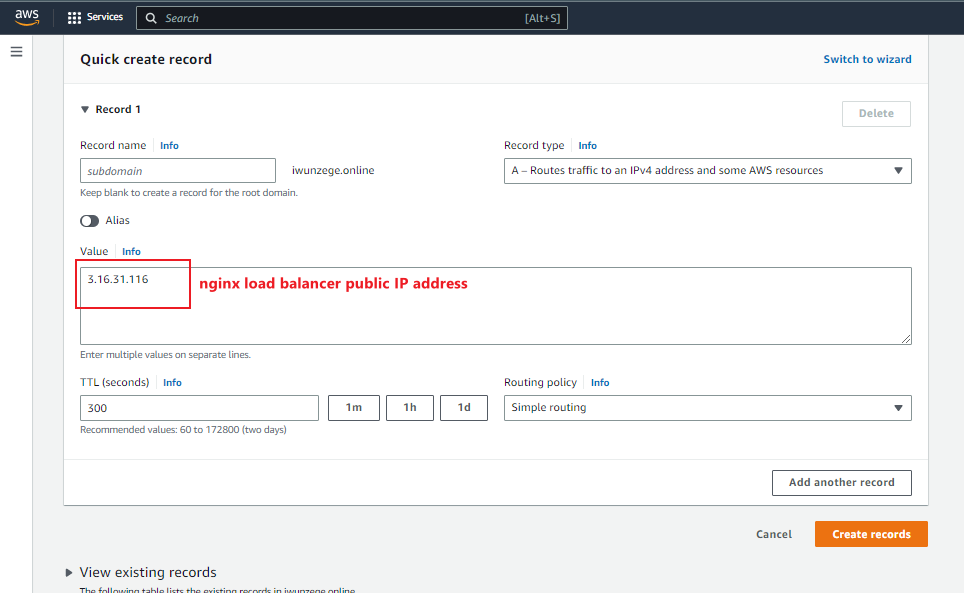 aws Services Search [Alt+S]
Quick create record Switch to wizard
Record 1 Delete
Record name Info Record type Info
subdomain iwunzege.online A – Routes traffic to an IPv4 address and some AWS resources
Keep blank to create a record for the root domain.
Alias
Value Info
3.16.31.116 nginx load balancer public IP address
Enter multiple values on separate lines.
TTL (seconds) Info Routing policy Info
300 1m 1h 1d Simple routing
Recommended values: 60 to 172800 (two days)
Add another record
Cancel Create records
View existing records
The following table lists the existing records in iwunzege.online